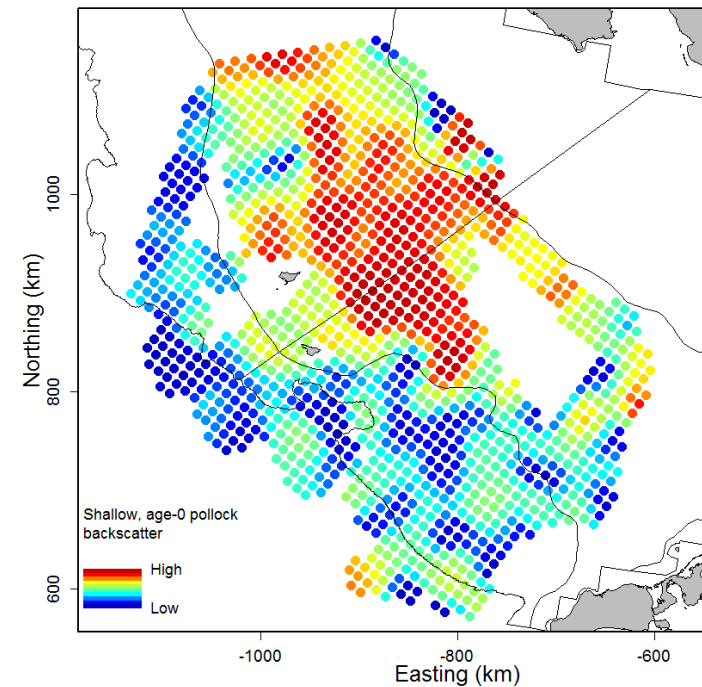 1000
800
600
Northing (km)
Shallow, age-0 pollock
backscatter
High
Low
-1000
-800
-600
Easting (km)